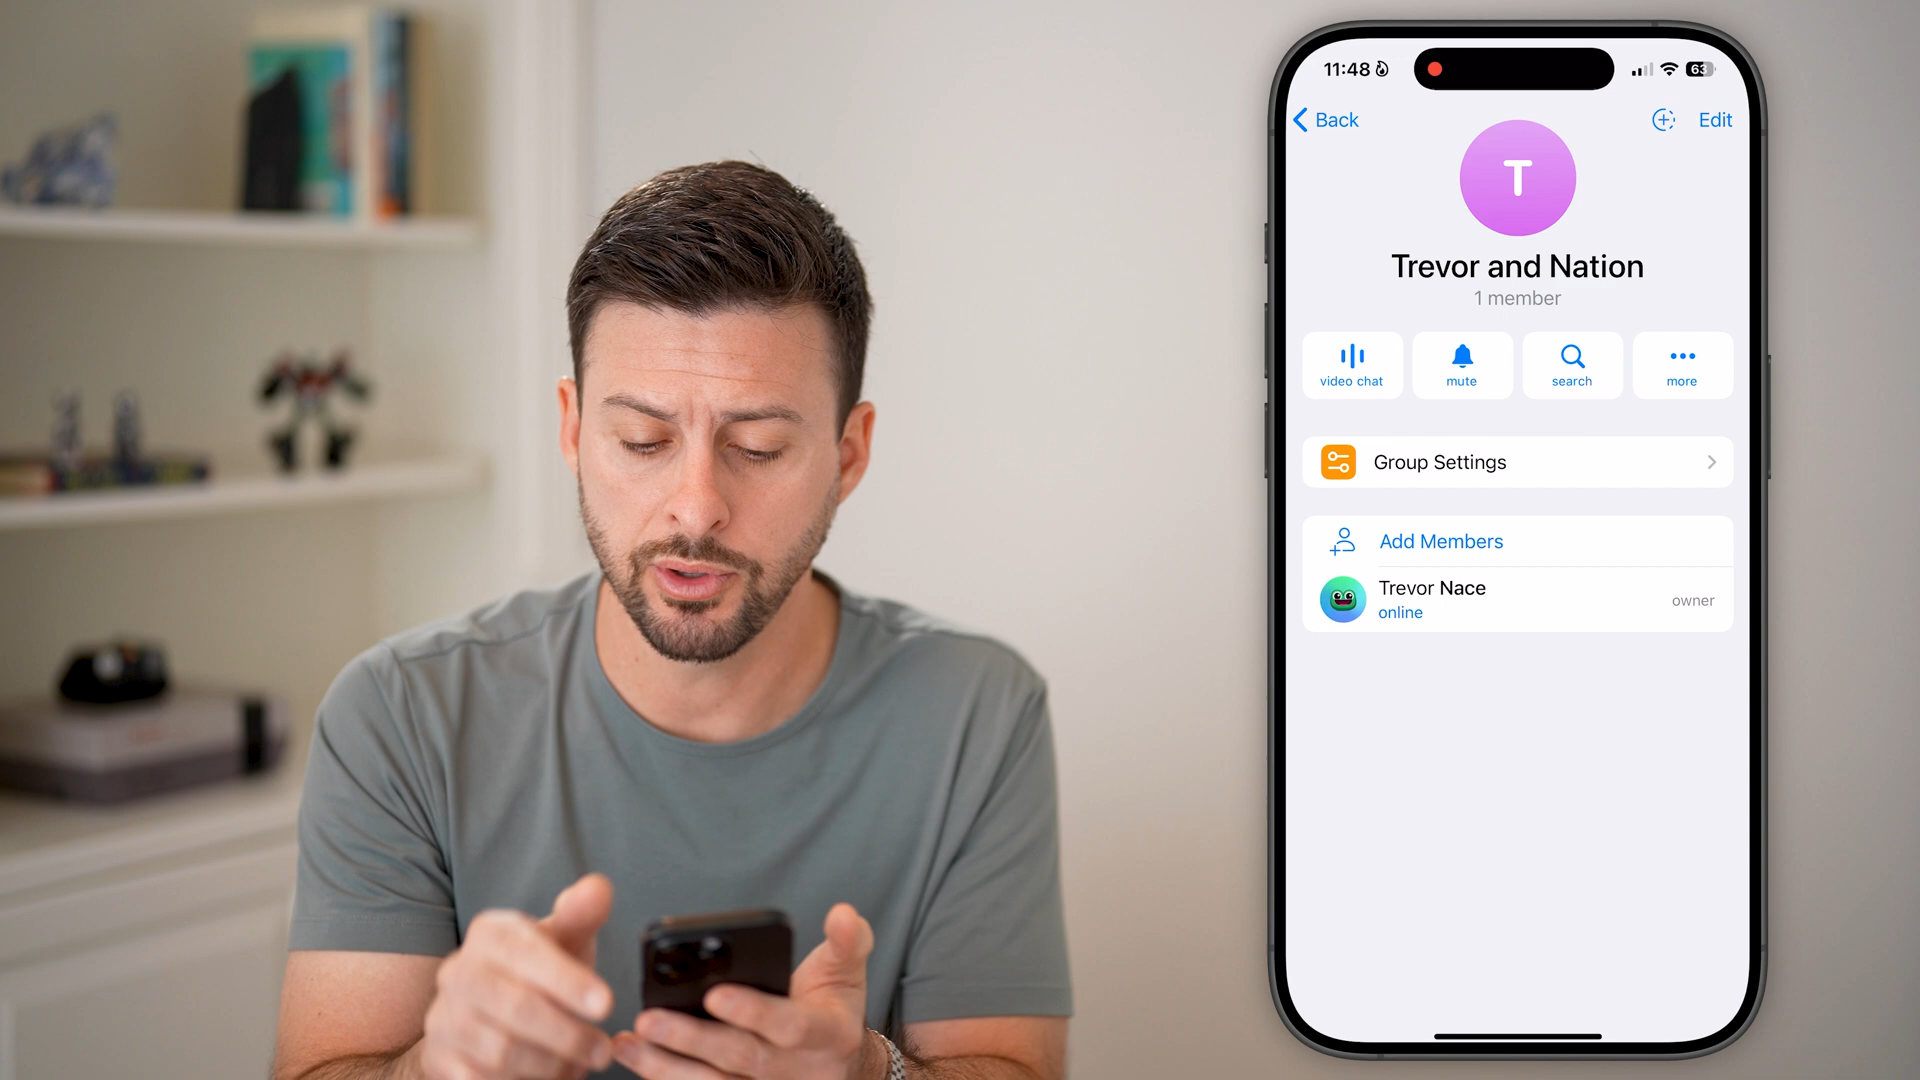 11:48
63
Back
Edit
T
Trevor and Nation
1 member
video chat
mute
search
more
Group Settings
Add Members
Trevor Nace
online
owner